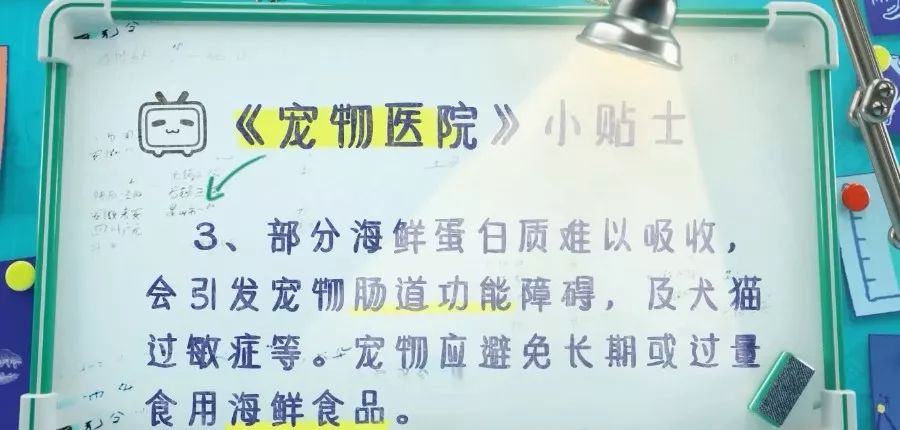 《宠物医院》小贴士
3、部分海鲜蛋白质难以吸收，
会引发宠物肠道功能障碍，及犬猫
过敏症等。宠物应避免长期或过量
食用海鲜食品。